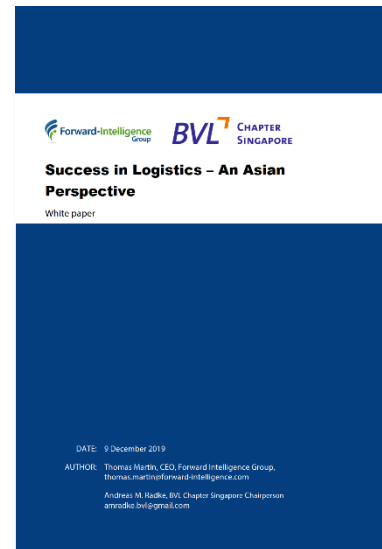 Forward-Intelligence
Group
BVL CHAPTER
SINGAPORE
Success in Logistics – An Asian
Perspective
White paper
DATE: 9 December 2019
AUTHOR: Thomas Martin, CEO, Forward Intelligence Group,
thomas.martin@forward-intelligence.com
Andreas M. Radke, BVL Chapter Singapore Chairperson
amradke.bvl@gmail.com